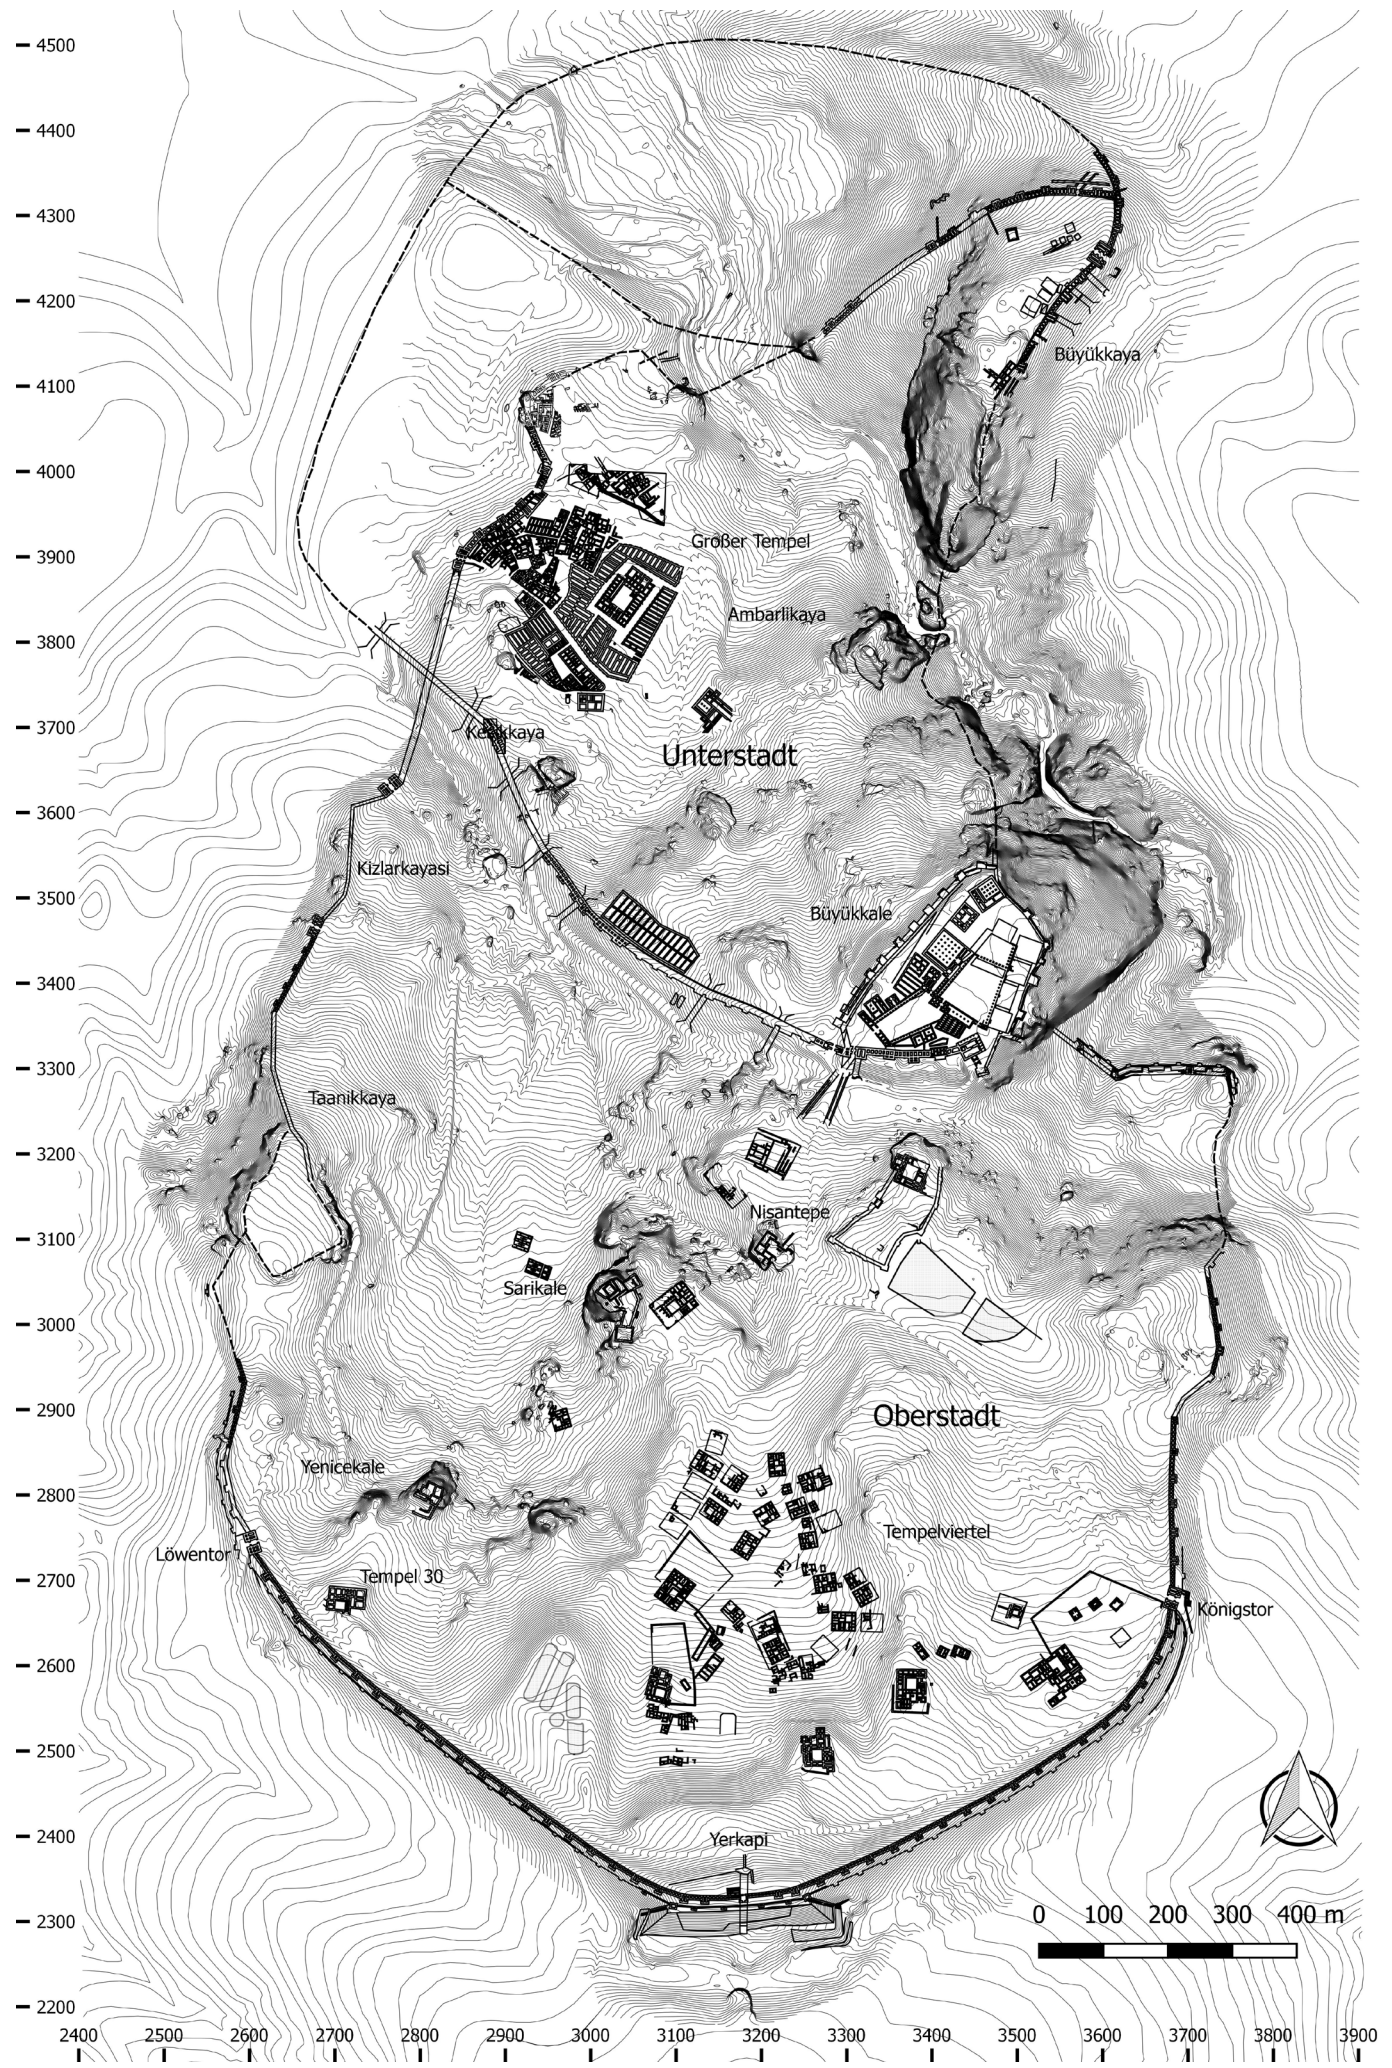 4500
4400
4300
4200
Büyükkaya
4100
4000
3900
Großer Tempel
Ambarlikaya
3800
3700
Kesikkaya
Unterstadt
3600
Kizlarkayasi
3500
Büyükkale
3400
3300
Taanikkaya
3200
Nisantepe
3100
Sarikale
3000
2900
Oberstadt
Yenicekale
2800
Tempelviertel
Löwentor
2700
Tempel 30
Königstor
2600
2500
2400
Yerkapi
2300
0 100 200 300 400 m
2200
2400 2500 2600 2700 2800 2900 3000 3100 3200 3300 3400 3500 3600 3700 3800 3900